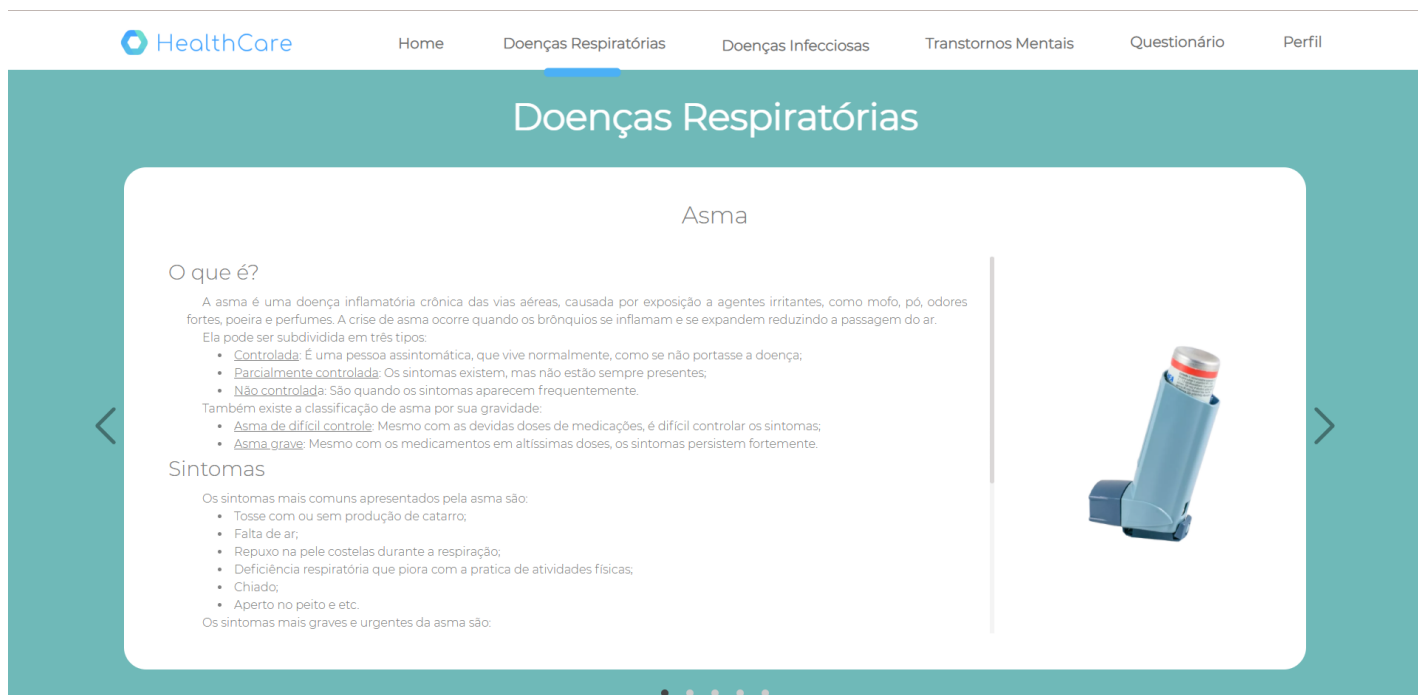 HealthCare
Home
Doenças Respiratórias
Doenças Infecciosas
Transtornos Mentais
Questionário
Perfil
Doenças Respiratórias
Asma
O que é?
A asma é uma doença inflamatória crônica das vias aéreas, causada por exposição a agentes irritantes, como mofo, pó, odores
fortes, poeira e perfumes. A crise de asma ocorre quando os brônquios se inflamam e se expandem reduzindo a passagem do ar.
Ela pode ser subdividida em três tipos:
• Controlada: É uma pessoa assintomática, que vive normalmente, como se não portasse a doença;
• Parcialmente controlada: Os sintomas existem, mas não estão sempre presentes;
• Não controlada: São quando os sintomas aparecem frequentemente.
Também existe a classificação de asma por sua gravidade:
• Asma de difícil controle: Mesmo com as devidas doses de medicações, é difícil controlar os sintomas;
• Asma grave: Mesmo com os medicamentos em altíssimas doses, os sintomas persistem fortemente.
Sintomas
Os sintomas mais comuns apresentados pela asma são:
• Tosse com ou sem produção de catarro;
• Falta de ar;
• Repuxo na pele costelas durante a respiração;
• Deficiência respiratória que piora com a pratica de atividades físicas;
• Chiado;
• Aperto no peito e etc.
Os sintomas mais graves e urgentes da asma são: